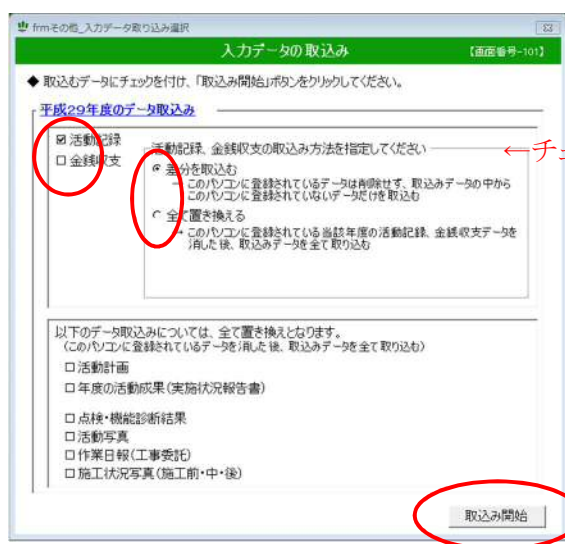 frmその他_入力データ取り込み選択
入力データの取込み 【画面番号-101】
◆ 取込むデータにチェックを付け、「取込み開始」ボタンをクリックしてください。
平成29年度のデータ取込み
活動記録
金銭収支
活動記録、金銭収支の取込み方法を指定してください
←チ
差分を取込む
このパソコンに登録されているデータは削除せず、取込みデータの中から
このパソコンに登録されていないデータだけを取込む
全て置き換える
このパソコンに登録されている当該年度の活動記録、金銭収支データを
消した後、取込みデータを全て取り込む
以下のデータ取込みについては、全て置き換えとなります。
(このパソコンに登録されているデータを消した後、取込みデータを全て取り込む)
活動計画
年度の活動成果(実施状況報告書)
点検・機能診断結果
活動写真
作業日報(工事委託)
施工状況写真(施工前・中・後)
取込み開始